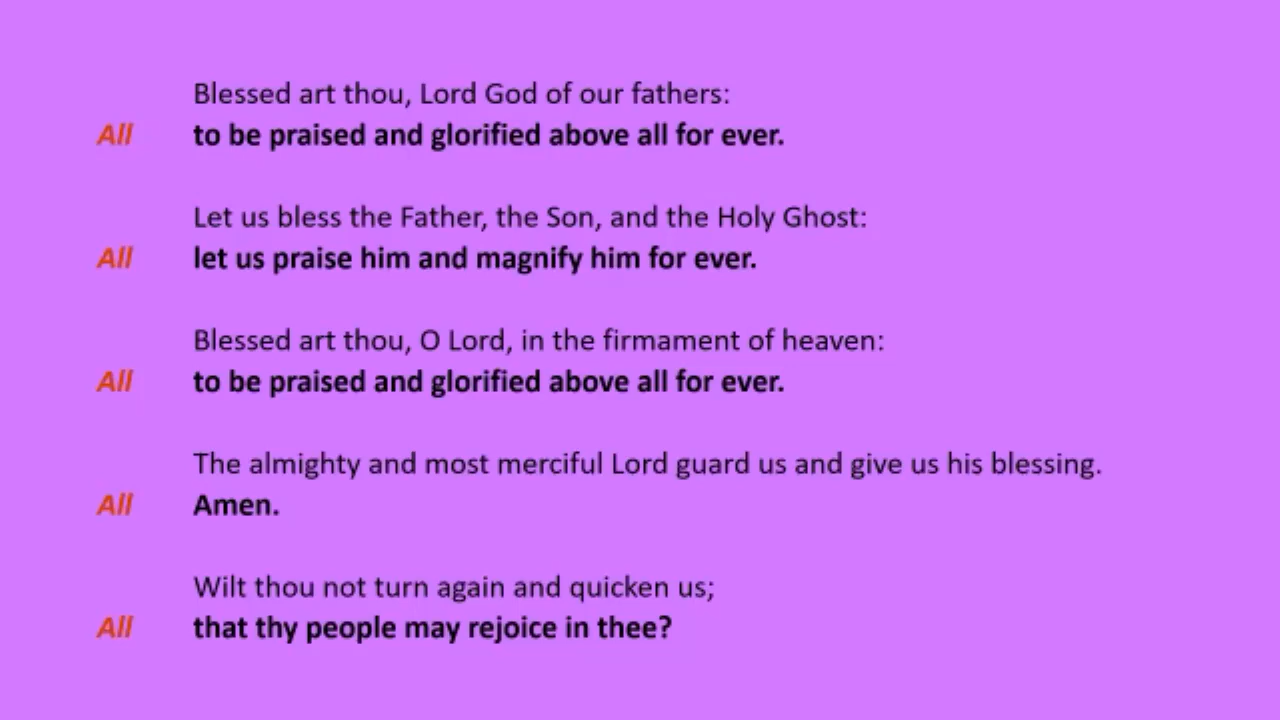 Blessed art thou, Lord God of our fathers:
All to be praised and glorified above all for ever.
Let us bless the Father, the Son, and the Holy Ghost:
All let us praise him and magnify him for ever.
Blessed art thou, O Lord, in the firmament of heaven:
All to be praised and glorified above all for ever.
The almighty and most merciful Lord guard us and give us his blessing.
All Amen.
Wilt thou not turn again and quicken us;
All that thy people may rejoice in thee?